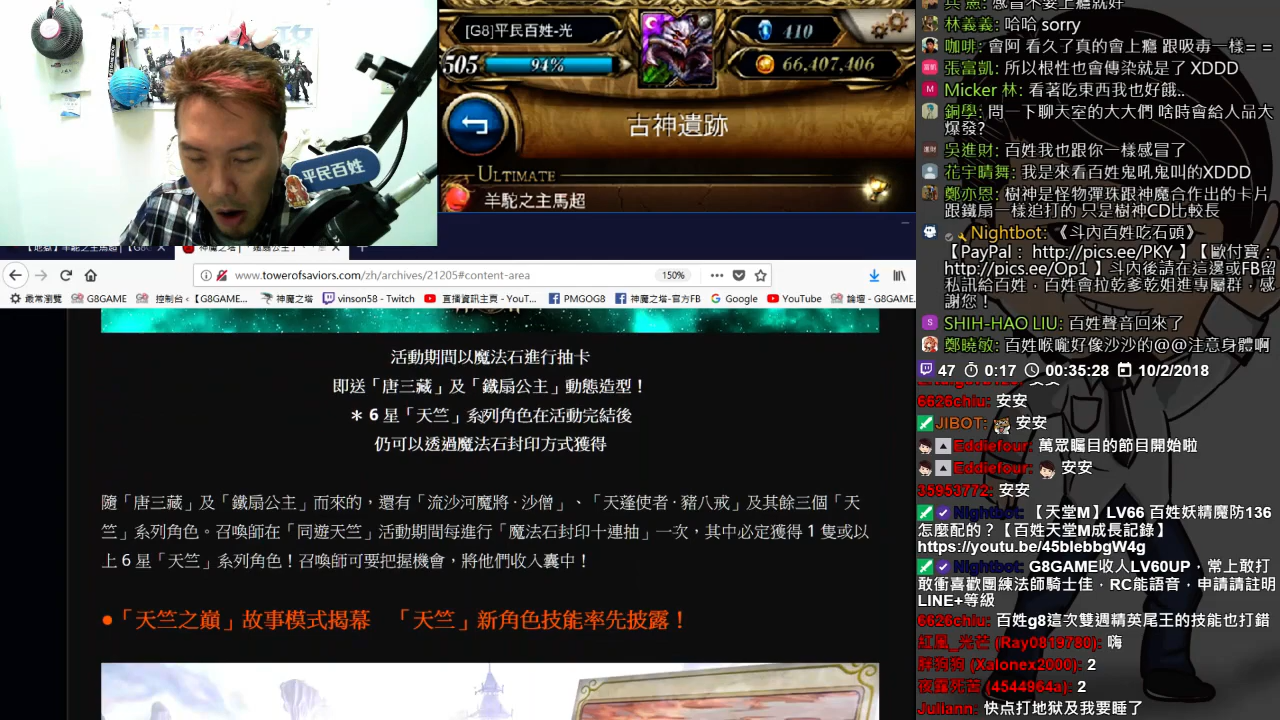 平民百姓
[G8]平民百姓-光
410
505
94%
66,407,406
古神遺跡
ULTIMATE
羊駝之主馬超
www.towerofsaviors.com/zh/archives/21205#content-area
150%
最常瀏覽
G8GAME
控制台‹【G8GAME...
神魔之塔
vinson58 - Twitch
直播資訊主頁 - YouT...
PMGOG8
神魔之塔-官方FB
Google
YouTube
論壇 - G8GAME.
活動期間以魔法石進行抽卡
即送「唐三藏」及「鐵扇公主」動態造型！
＊ 6 星「天竺」系列角色在活動完結後
仍可以透過魔法石封印方式獲得
隨「唐三藏」及「鐵扇公主」而來的，還有「流沙河魔將 · 沙僧」、「天蓬使者 · 豬八戒」及其餘三個「天
竺」系列角色。召喚師在「同遊天竺」活動期間每進行「魔法石封印十連抽」一次，其中必定獲得 1 隻或以
上 6 星「天竺」系列角色！召喚師可要把握機會，將他們收入囊中！
●「天竺之巔」故事模式揭幕　「天竺」新角色技能率先披露！
林義義: 哈哈 sorry
咖啡: 會阿 看久了真的會上癮 跟吸毒一樣= =
張富凱: 所以根性也會傳染就是了 XDDD
Micker 林: 看著吃東西我也好餓..
銅學: 問一下聊天室的大大們 啥時會給人品大
爆發?
吳進財: 百姓我也跟你一樣感冒了
花宇晴舞: 我是來看百姓鬼吼鬼叫的XDDD
鄭亦恩: 樹神是怪物彈珠跟神魔合作出的卡片
跟鐵扇一樣追打的 只是樹神CD比較長
Nightbot: 《斗內百姓吃石頭》
【PayPal： http://pics.ee/PKY 】【歐付寶：
http://pics.ee/Op1 】斗內後請在這邊或FB留
私訊給百姓，百姓會拉乾爹乾姐進專屬群，感
謝您！
SHIH-HAO LIU: 百姓聲音回來了
鄭曉敏: 百姓喉嚨好像沙沙的@@注意身體啊
47 0:17 00:35:28 10/2/2018
6626chiu: 安安
JIBOT: 安安
Eddiefour: 萬眾矚目的節目開始啦
Eddiefour: 安安
35953772: 安安
Nightbot: 【天堂M】LV66 百姓妖精魔防136
怎麼配的？【百姓天堂M成長記錄】
https://youtu.be/45blebbgW4g
Nightbot: G8GAME收人LV60UP，常上敢打
敢衝喜歡團練法師騎士佳，RC能語音，申請請註明
LINE+等級
6626chiu: 百姓g8這次雙週精英尾王的技能也打錯
紅凰_光芒 (Ray0819780): 嗨
胖狗狗 (Xalonex2000): 2
夜露死苦 (4544964a): 2
Juliann: 快点打地獄及我要睡了